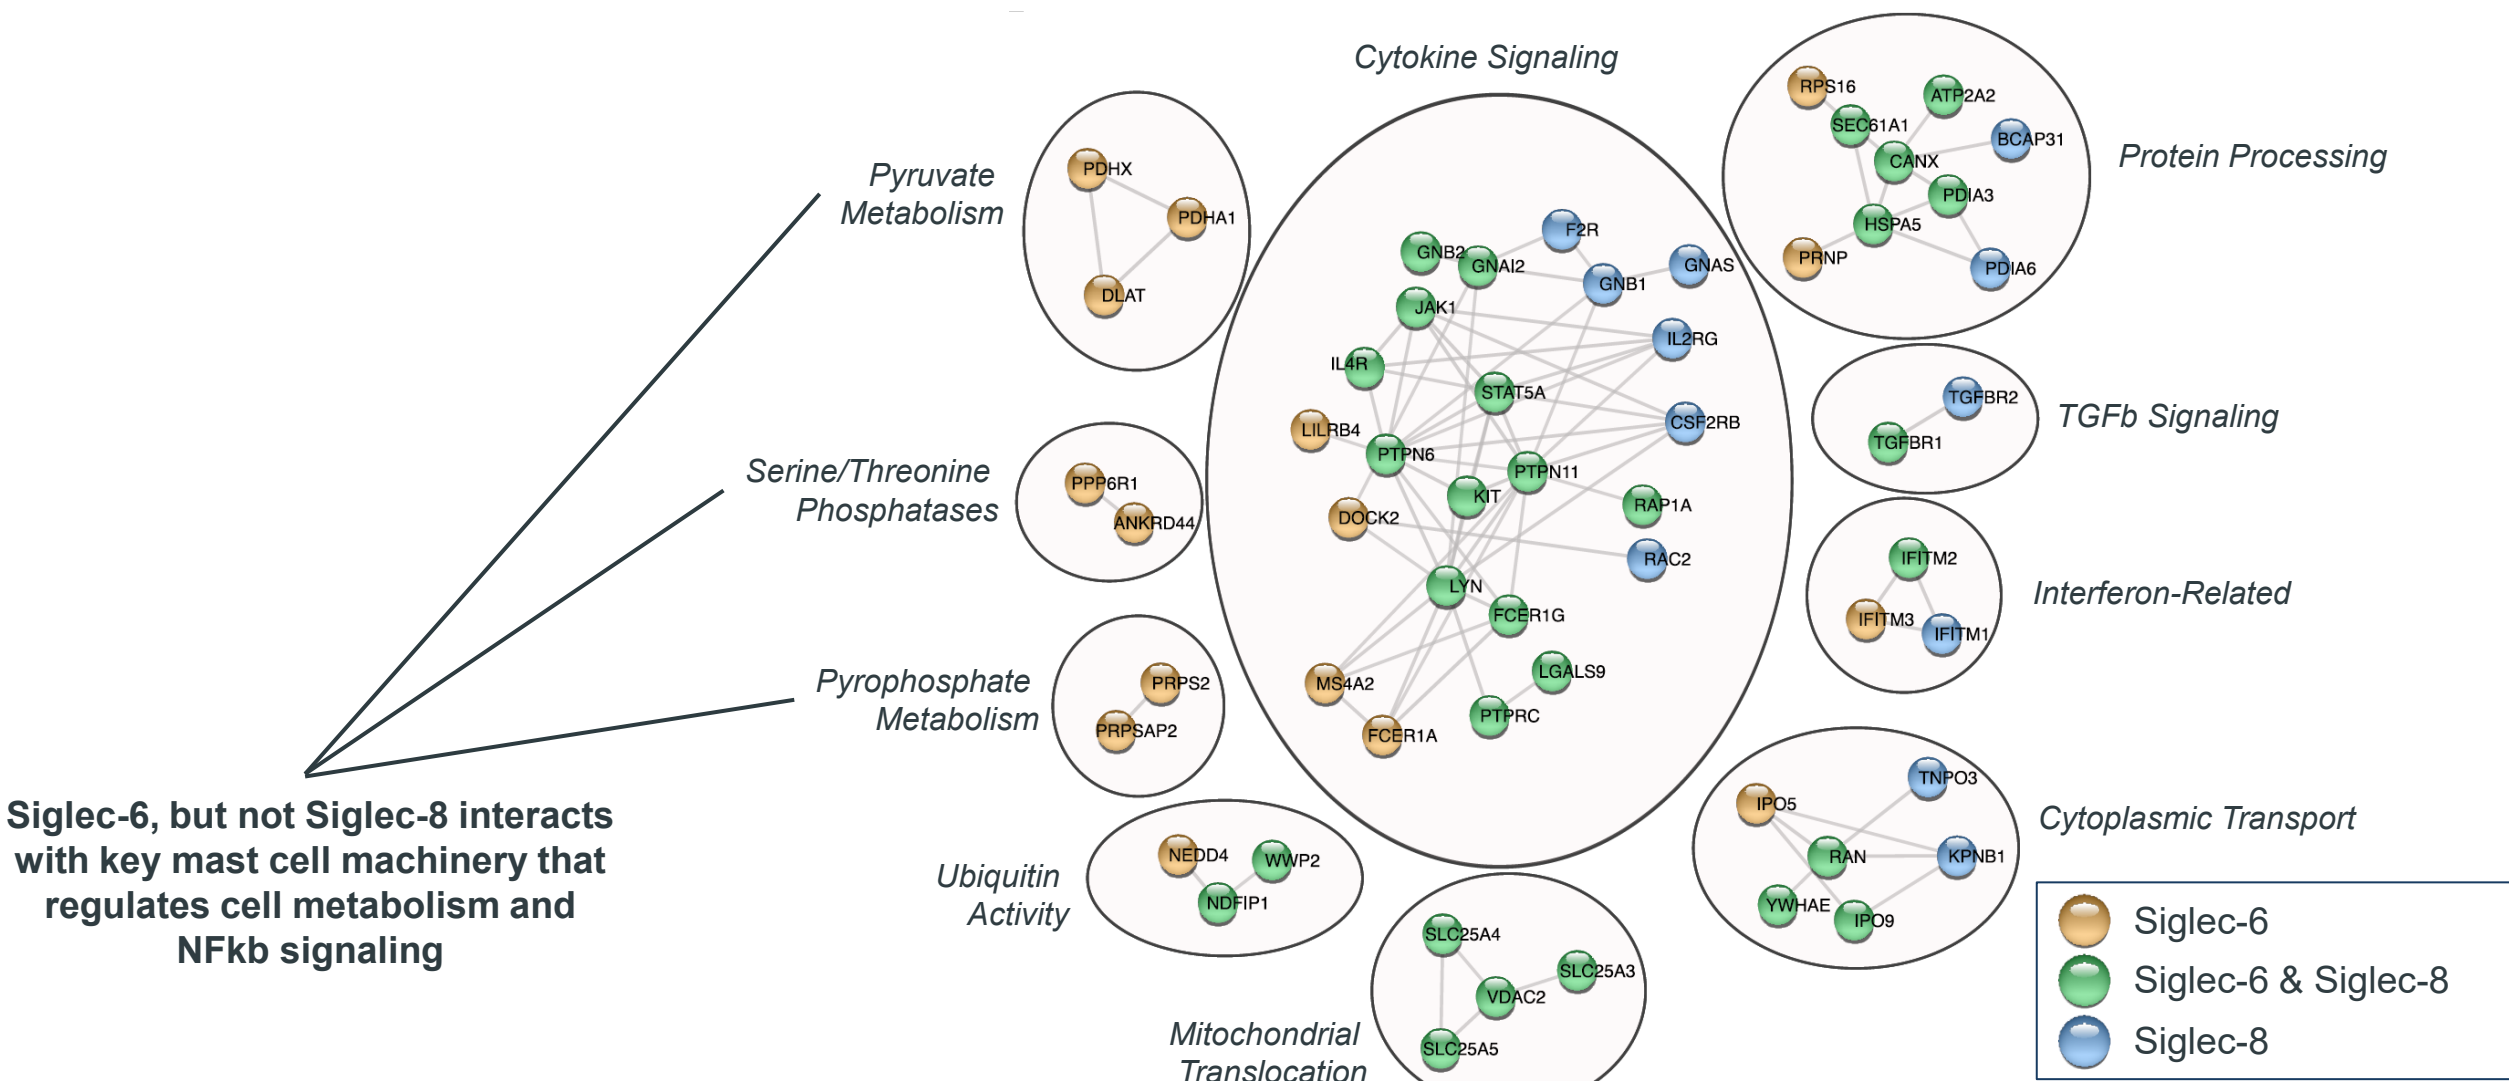 Cytokine Signaling
Pyruvate
Metabolism
PDHX
PDHA1
DLAT
Serine/Threonine
Phosphatases
PPP6R1
ANKRD44
Pyrophosphate
Metabolism
PRPS2
PRPSAP2
Siglec-6, but not Siglec-8 interacts
with key mast cell machinery that
regulates cell metabolism and
NFkb signaling
Ubiquitin
Activity
NEDD4
WWP2
NDFIP1
Mitochondrial
Translocation
SLC25A4
SLC25A3
VDAC2
SLC25A5
F2R
GNB2
GNAI2
GNAS
GNB1
JAK1
IL2RG
IL4R
STAT5A
CSF2RB
LILRB4
PTPN6
PTPN11
KIT
RAP1A
DOCK2
RAC2
LYN
FCER1G
LGALS9
MS4A2
PTPRC
FCER1A
RPS16
ATP2A2
SEC61A1
BCAP31
CANX
PDIA3
HSPA5
PRNP
PDIA6
Protein Processing
TGFBR2
TGFBR1
TGFb Signaling
IFITM2
IFITM3
IFITM1
Interferon-Related
TNPO3
IPO5
RAN
KPNB1
YWHAE
IPO9
Cytoplasmic Transport
Siglec-6
Siglec-6 & Siglec-8
Siglec-8